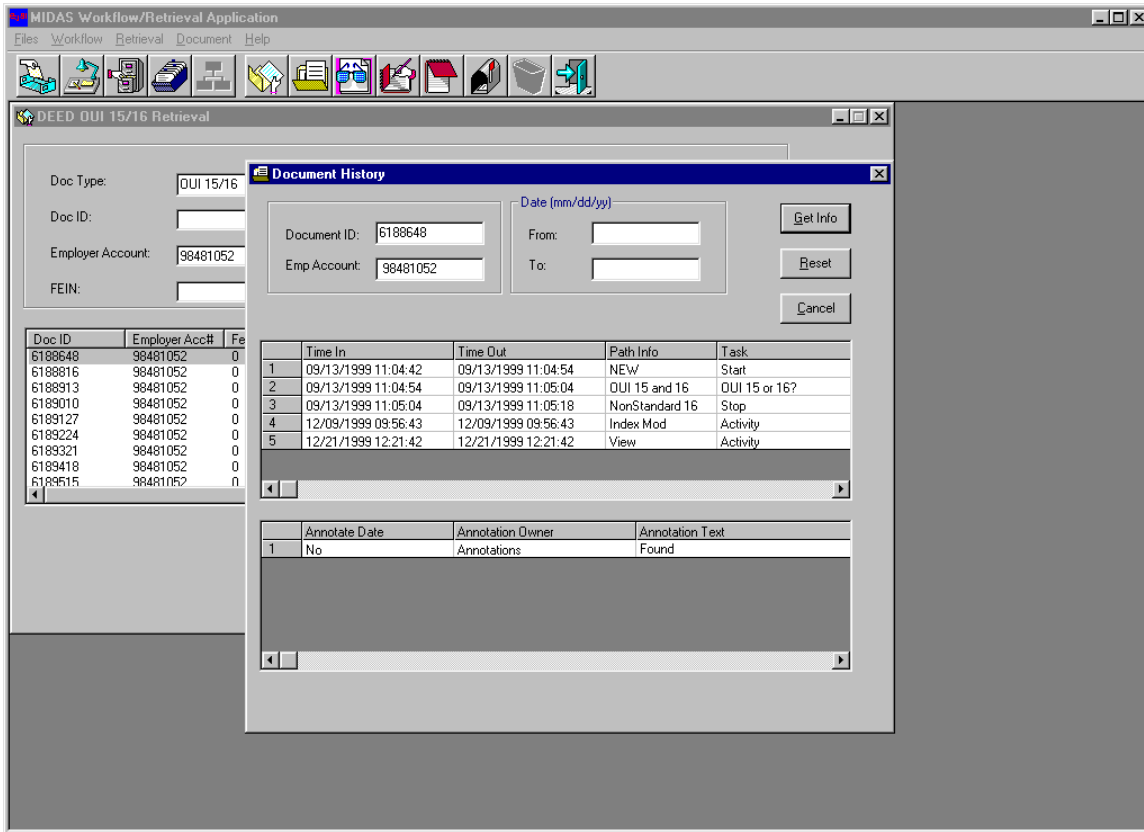 MIDAS Workflow/Retrieval Application
Files Workflow Retrieval Document Help
DEED OUI 15/16 Retrieval
Doc Type: OUI 15/16
Doc ID:
Employer Account: 98481052
FEIN:
Doc ID Employer Acc# Fe
6188648 98481052 0
6188816 98481052 0
6188913 98481052 0
6189010 98481052 0
6189127 98481052 0
6189224 98481052 0
6189321 98481052 0
6189418 98481052 0
6189515 98481052 0
Document History
Date (mm/dd/yy)
Document ID: 6188648 From: Get Info
Emp Account: 98481052 To: Reset
Cancel
Time In Time Out Path Info Task
1 09/13/1999 11:04:42 09/13/1999 11:04:54 NEW Start
2 09/13/1999 11:04:54 09/13/1999 11:05:04 OUI 15 and 16 OUI 15 or 16?
3 09/13/1999 11:05:04 09/13/1999 11:05:18 NonStandard 16 Stop
4 12/09/1999 09:56:43 12/09/1999 09:56:43 Index Mod Activity
5 12/21/1999 12:21:42 12/21/1999 12:21:42 View Activity
Annotate Date Annotation Owner Annotation Text
1 No Annotations Found